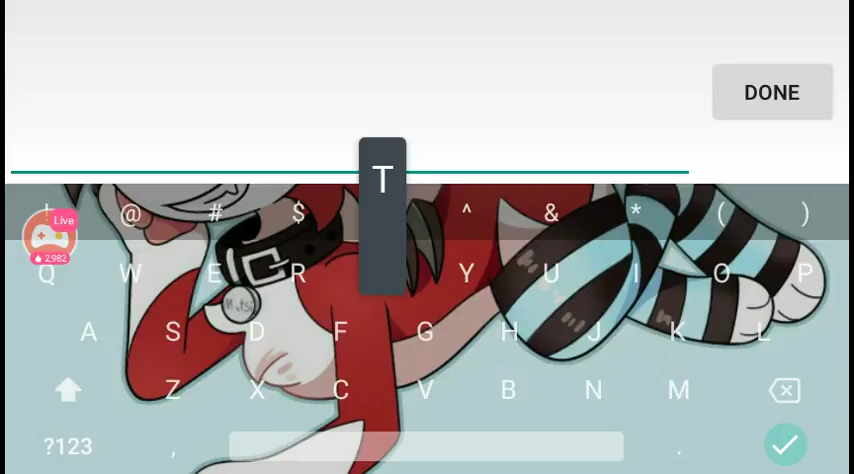 DONE
T
! @ # $ ^ & * ( )
Live
2,982
Q W E R Y U I O P
A S D F G H J K L
Z X C V B N M
?123 , .